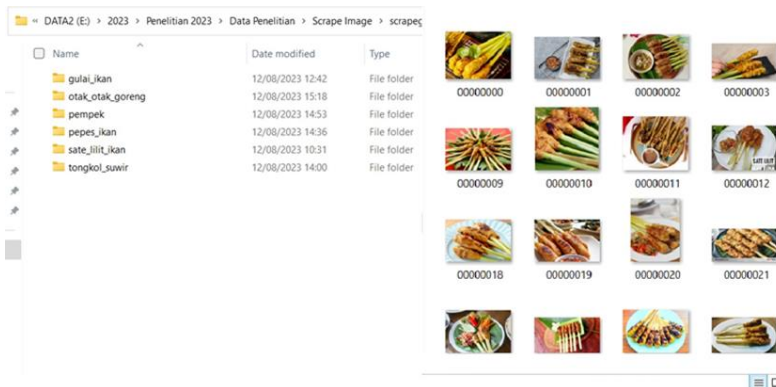 « DATA2 (E:) > 2023 > Penelitian 2023 > Data Penelitian > Scrape Image > scrapeg
Name Date modified Type
gulai_ikan 12/08/2023 12:42 File folder
otak_otak_goreng 12/08/2023 15:18 File folder
pempek 12/08/2023 14:53 File folder
pepes_ikan 12/08/2023 14:36 File folder
sate_lilit_ikan 12/08/2023 10:31 File folder
tongkol_suwir 12/08/2023 14:00 File folder
00000000 00000001 00000002 00000003
SATE LILIT
00000009 00000010 00000011 00000012
00000018 00000019 00000020 00000021